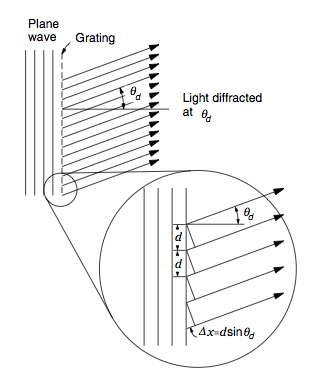 Plane
wave
Grating
θd
Light diffracted
at θd
θd
d
d
Δx=dsinθd